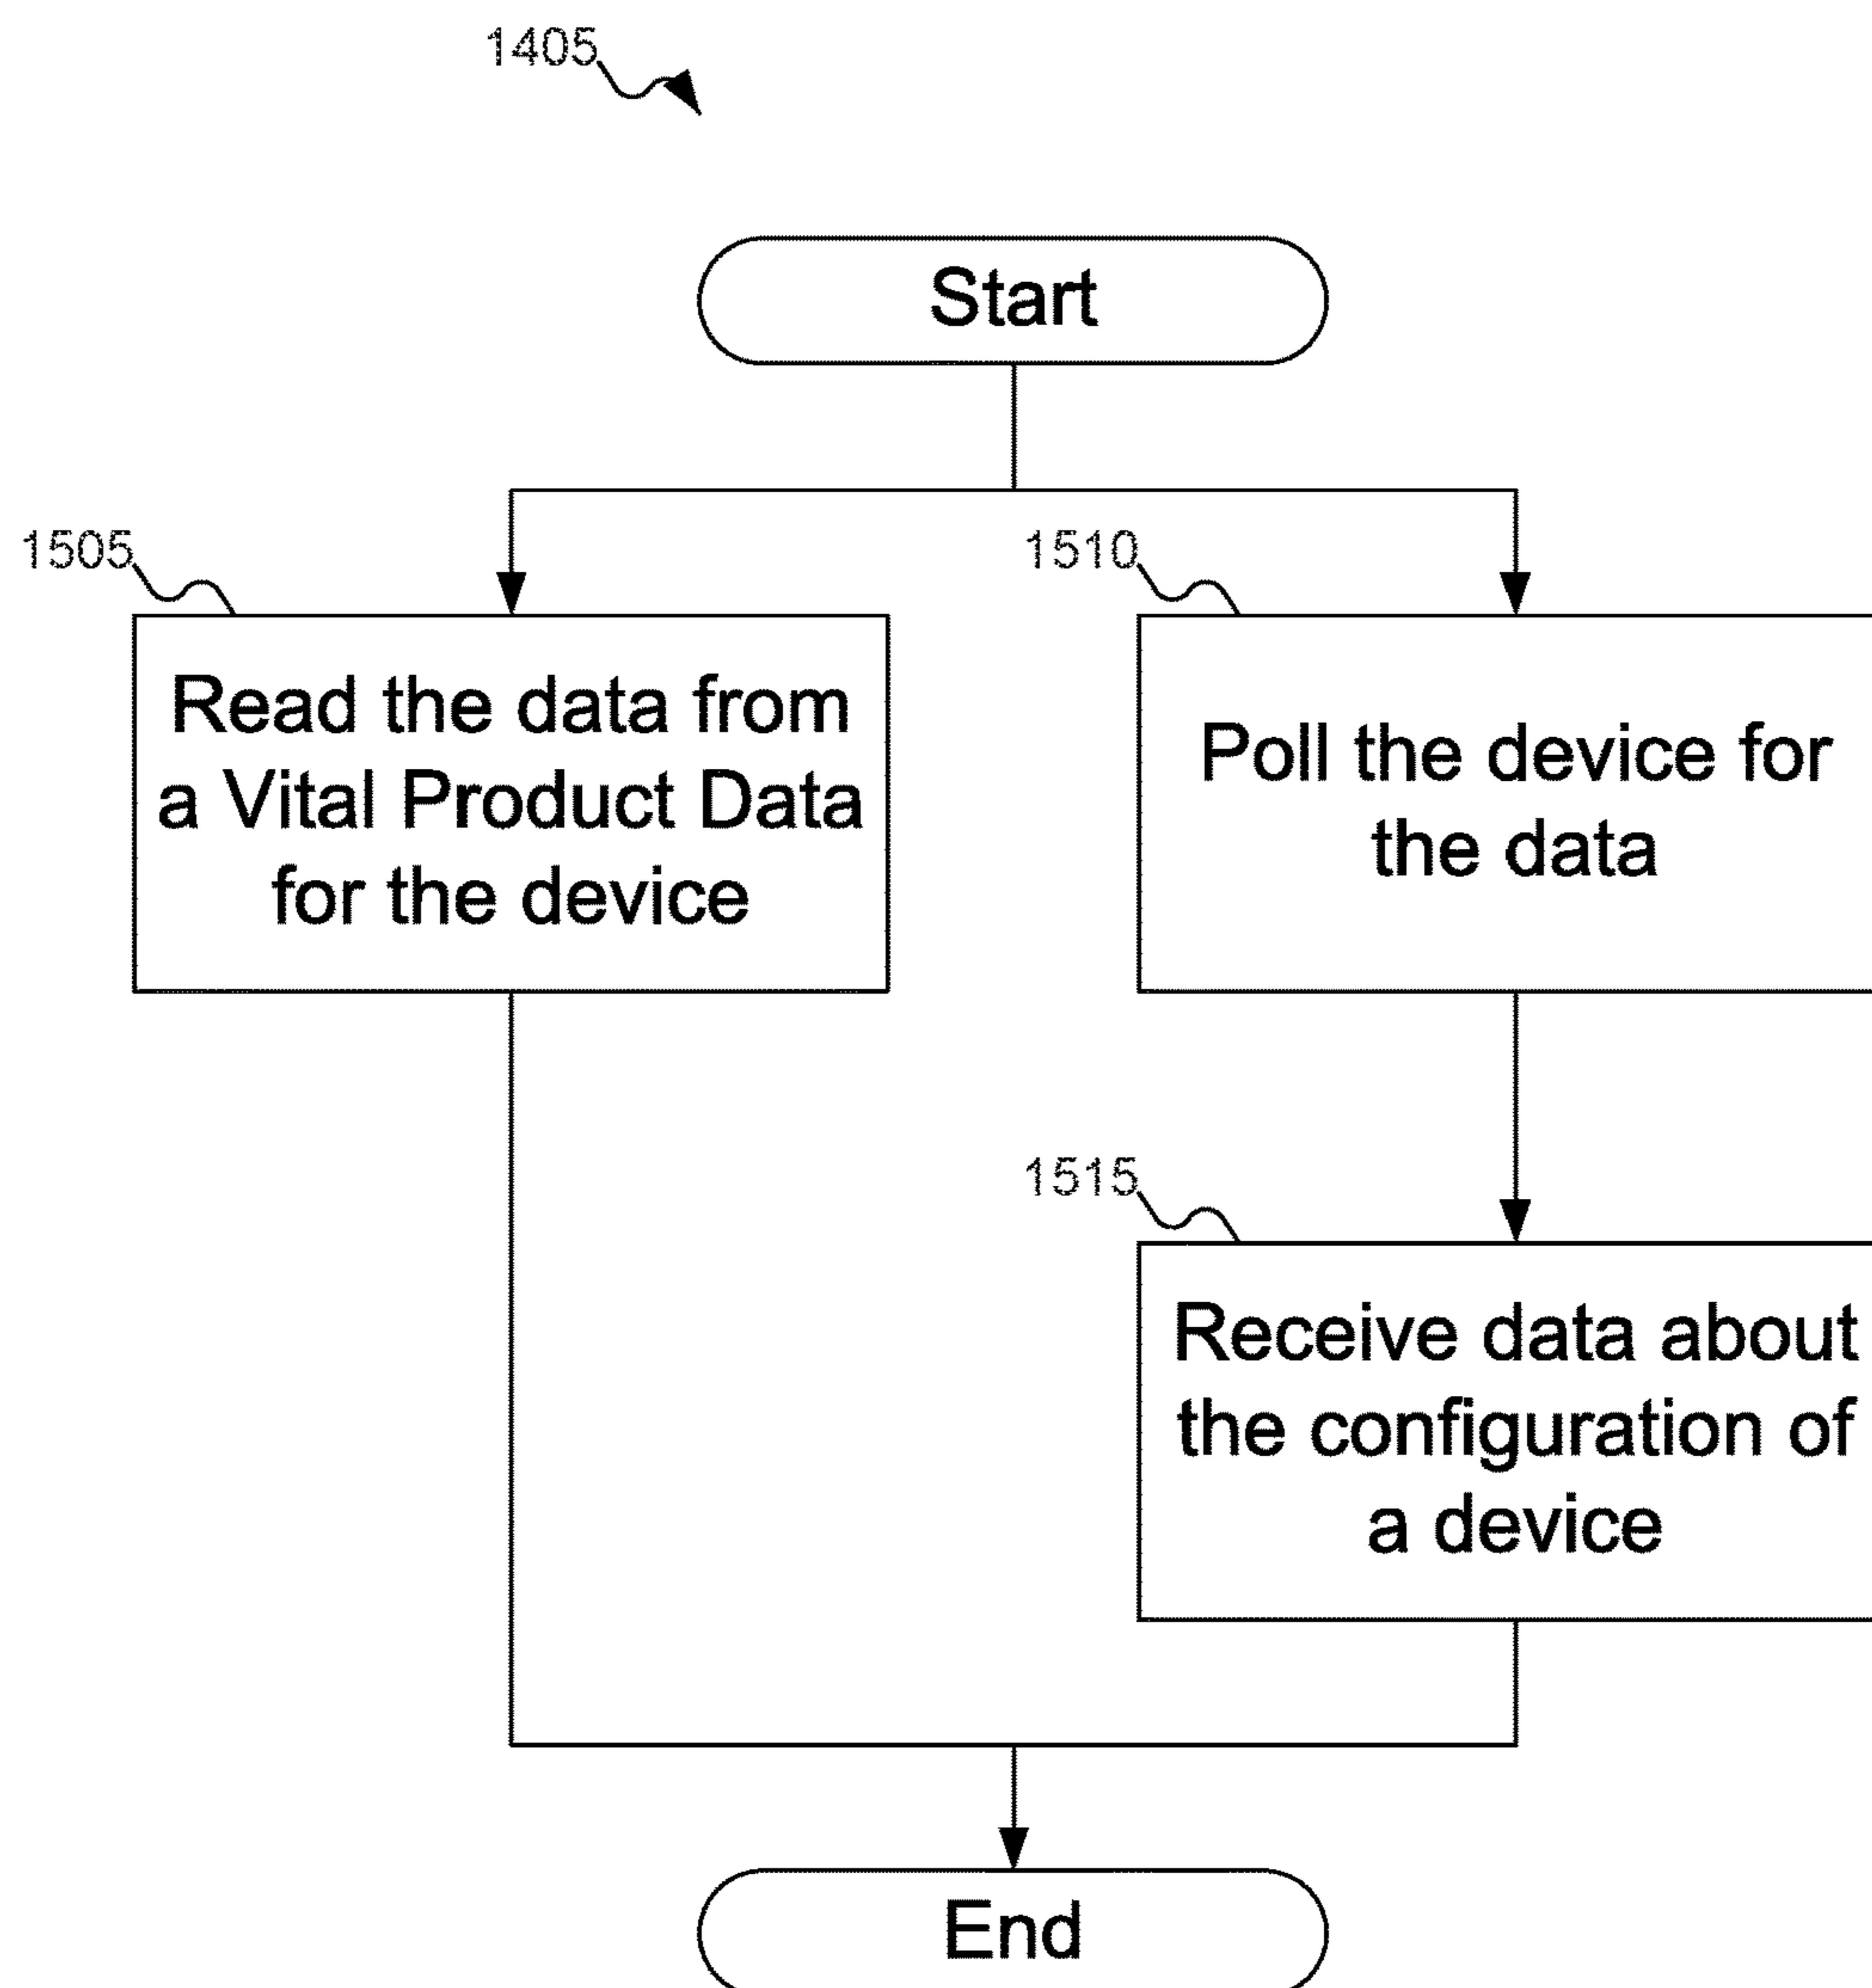 1405
Start
1505
Read the data from
a Vital Product Data
for the device
1510
Poll the device for
the data
1515
Receive data about
the configuration of
a device
End